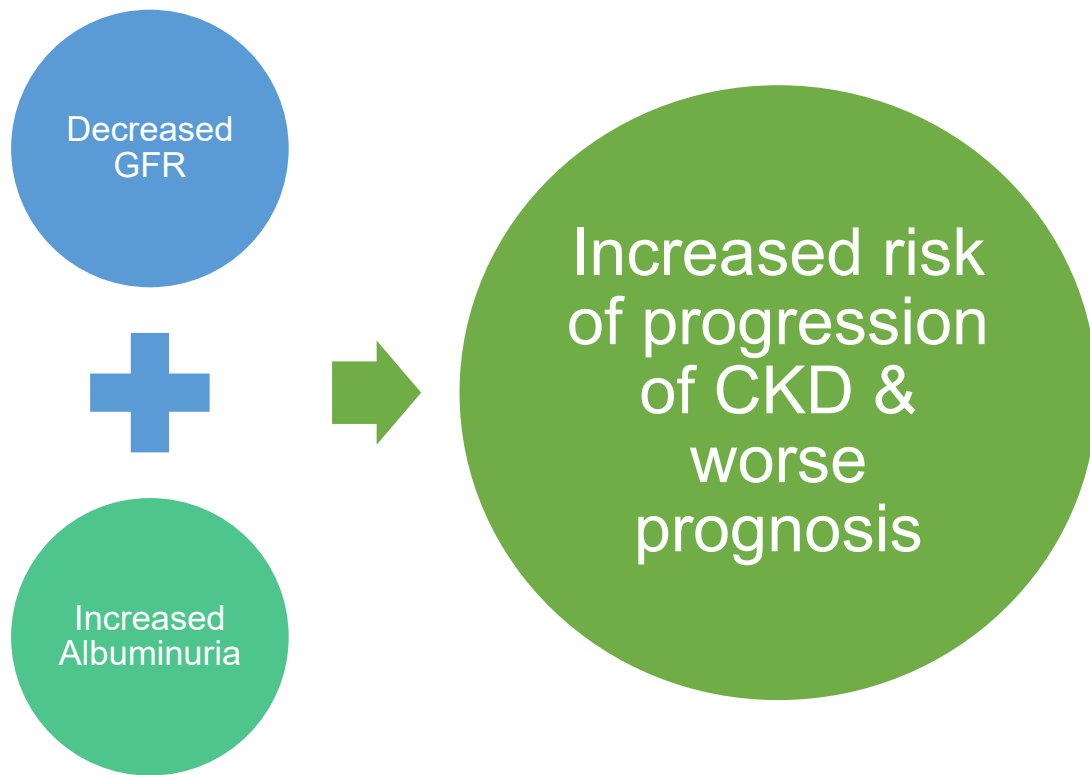 Decreased
GFR
Increased
Albuminuria
Increased risk
of progression
of CKD &
worse
prognosis